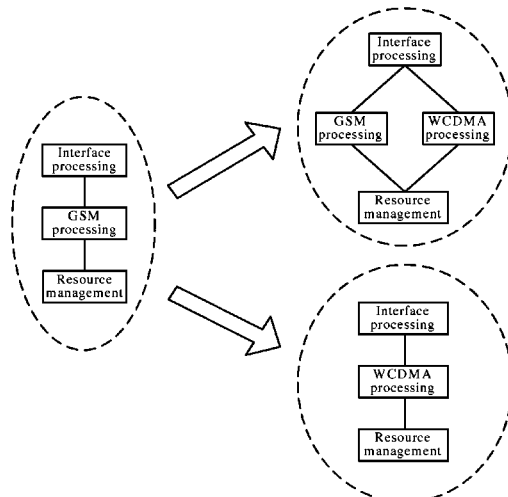 Interface
processing
GSM
processing
Resource
management
Interface
processing
GSM
processing
WCDMA
processing
Resource
management
Interface
processing
WCDMA
processing
Resource
management